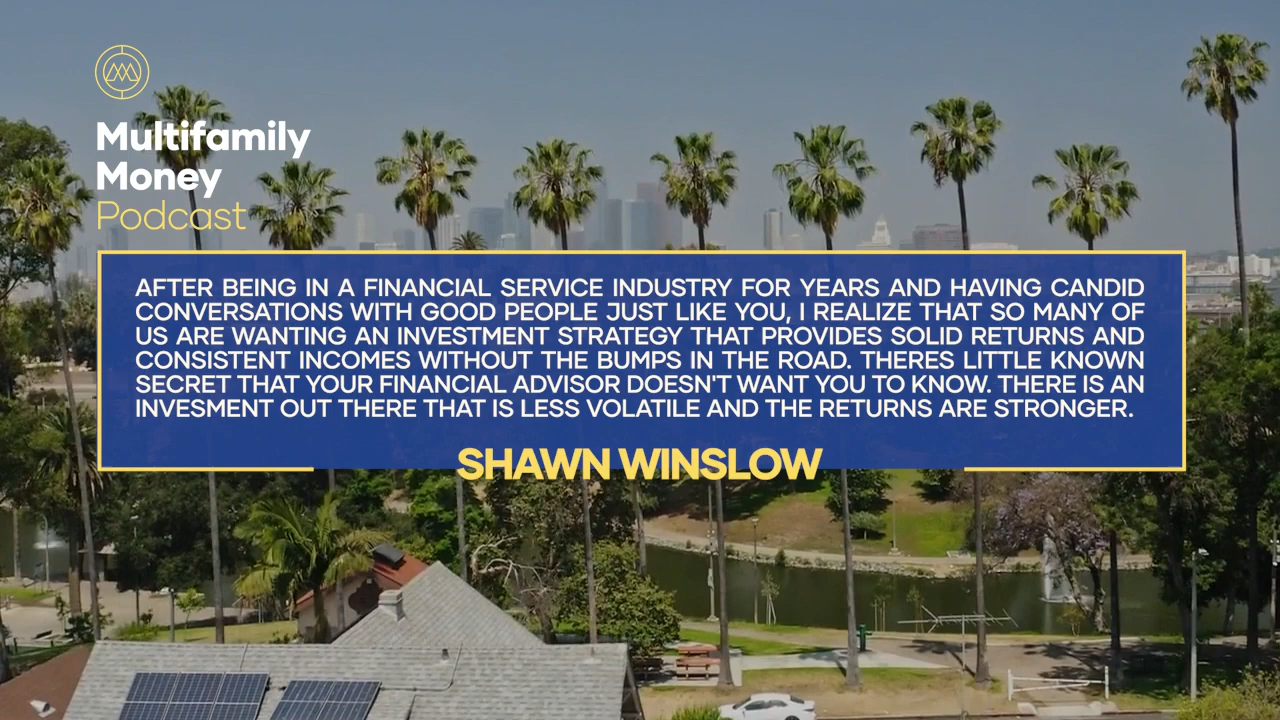 Multifamily
Money
Podcast
AFTER BEING IN A FINANCIAL SERVICE INDUSTRY FOR YEARS AND HAVING CANDID
CONVERSATIONS WITH GOOD PEOPLE JUST LIKE YOU, I REALIZE THAT SO MANY OF
US ARE WANTING AN INVESTMENT STRATEGY THAT PROVIDES SOLID RETURNS AND
CONSISTENT INCOMES WITHOUT THE BUMPS IN THE ROAD. THERES LITTLE KNOWN
SECRET THAT YOUR FINANCIAL ADVISOR DOESN'T WANT YOU TO KNOW. THERE IS AN
INVESMENT OUT THERE THAT IS LESS VOLATILE AND THE RETURNS ARE STRONGER.
SHAWN WINSLOW